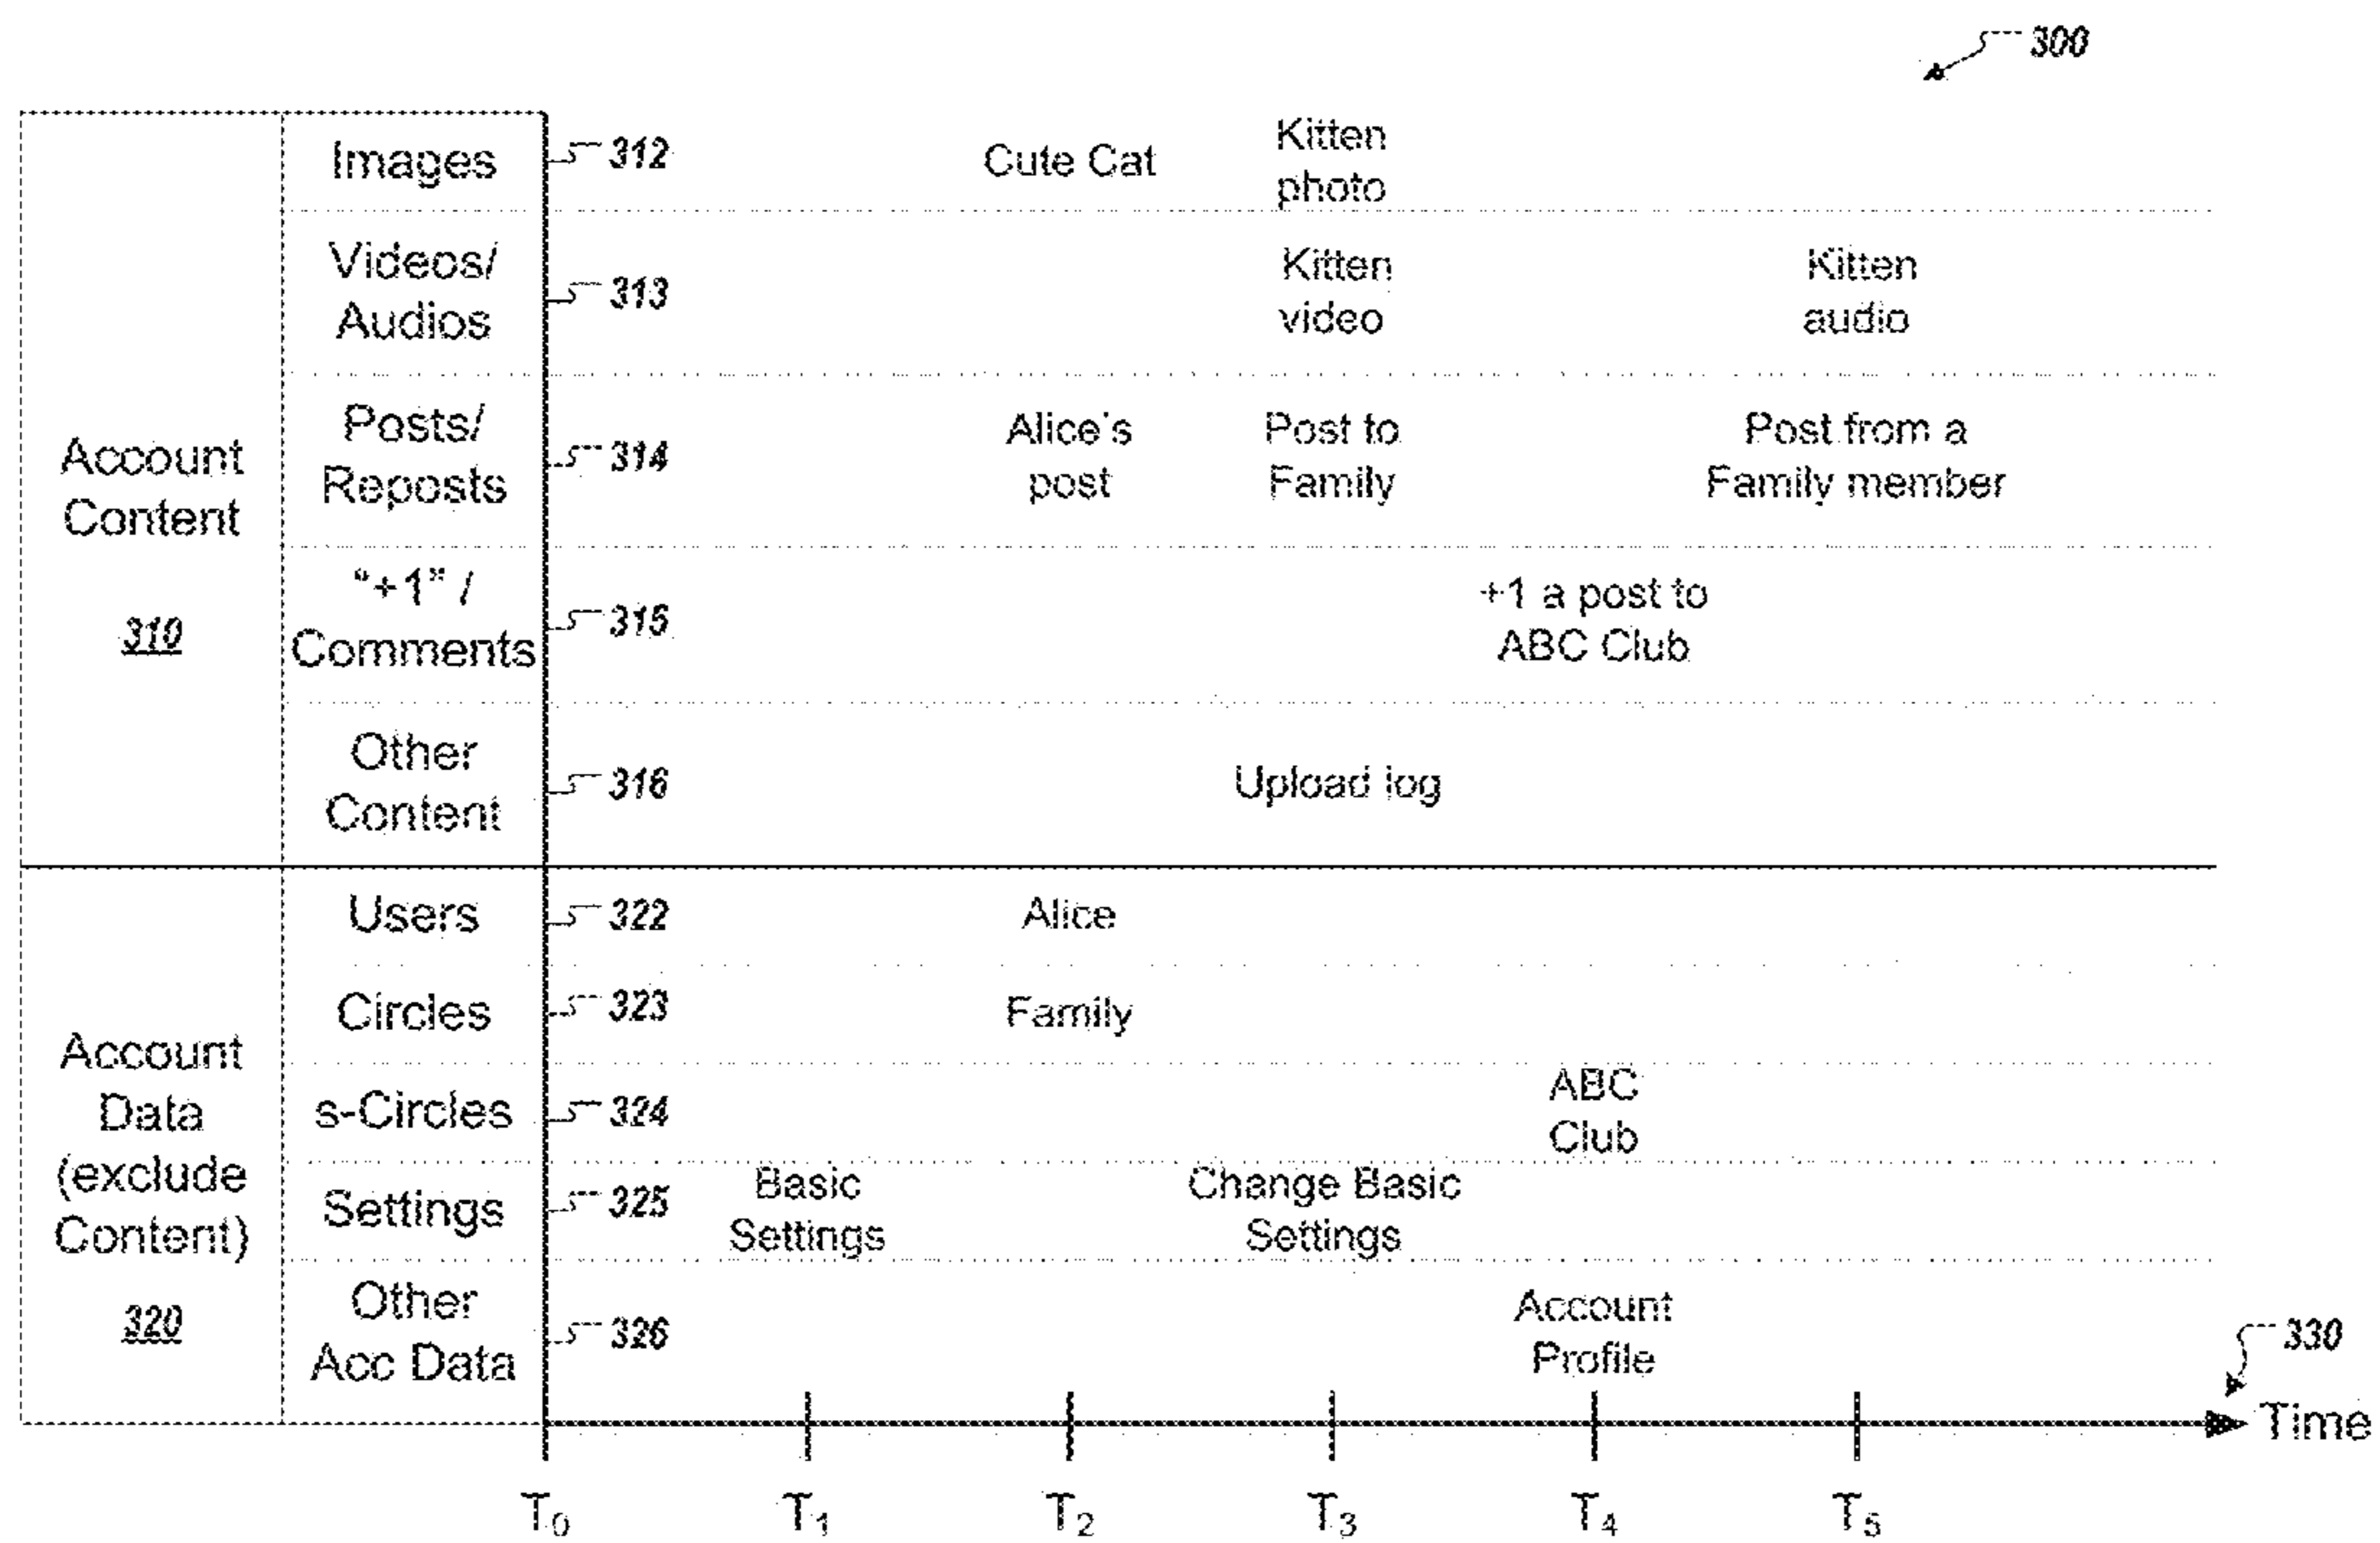 300
Images
312
Cute Cat
Kitten
photo
Videos/
Audios
313
Kitten
video
Kitten
audio
Account
Content
310
Posts/
Reposts
314
Alice's
post
Post to
Family
Post from a
Family member
"+1" /
Comments
315
+1 a post to
ABC Club
Other
Content
316
Upload log
Account
Data
(exclude
Content)
320
Users
322
Alice
Circles
323
Family
s-Circles
324
ABC
Club
Settings
325
Basic
Settings
Change Basic
Settings
Other
Acc Data
326
Account
Profile
330
Time
T0 T1 T2 T3 T4 T5